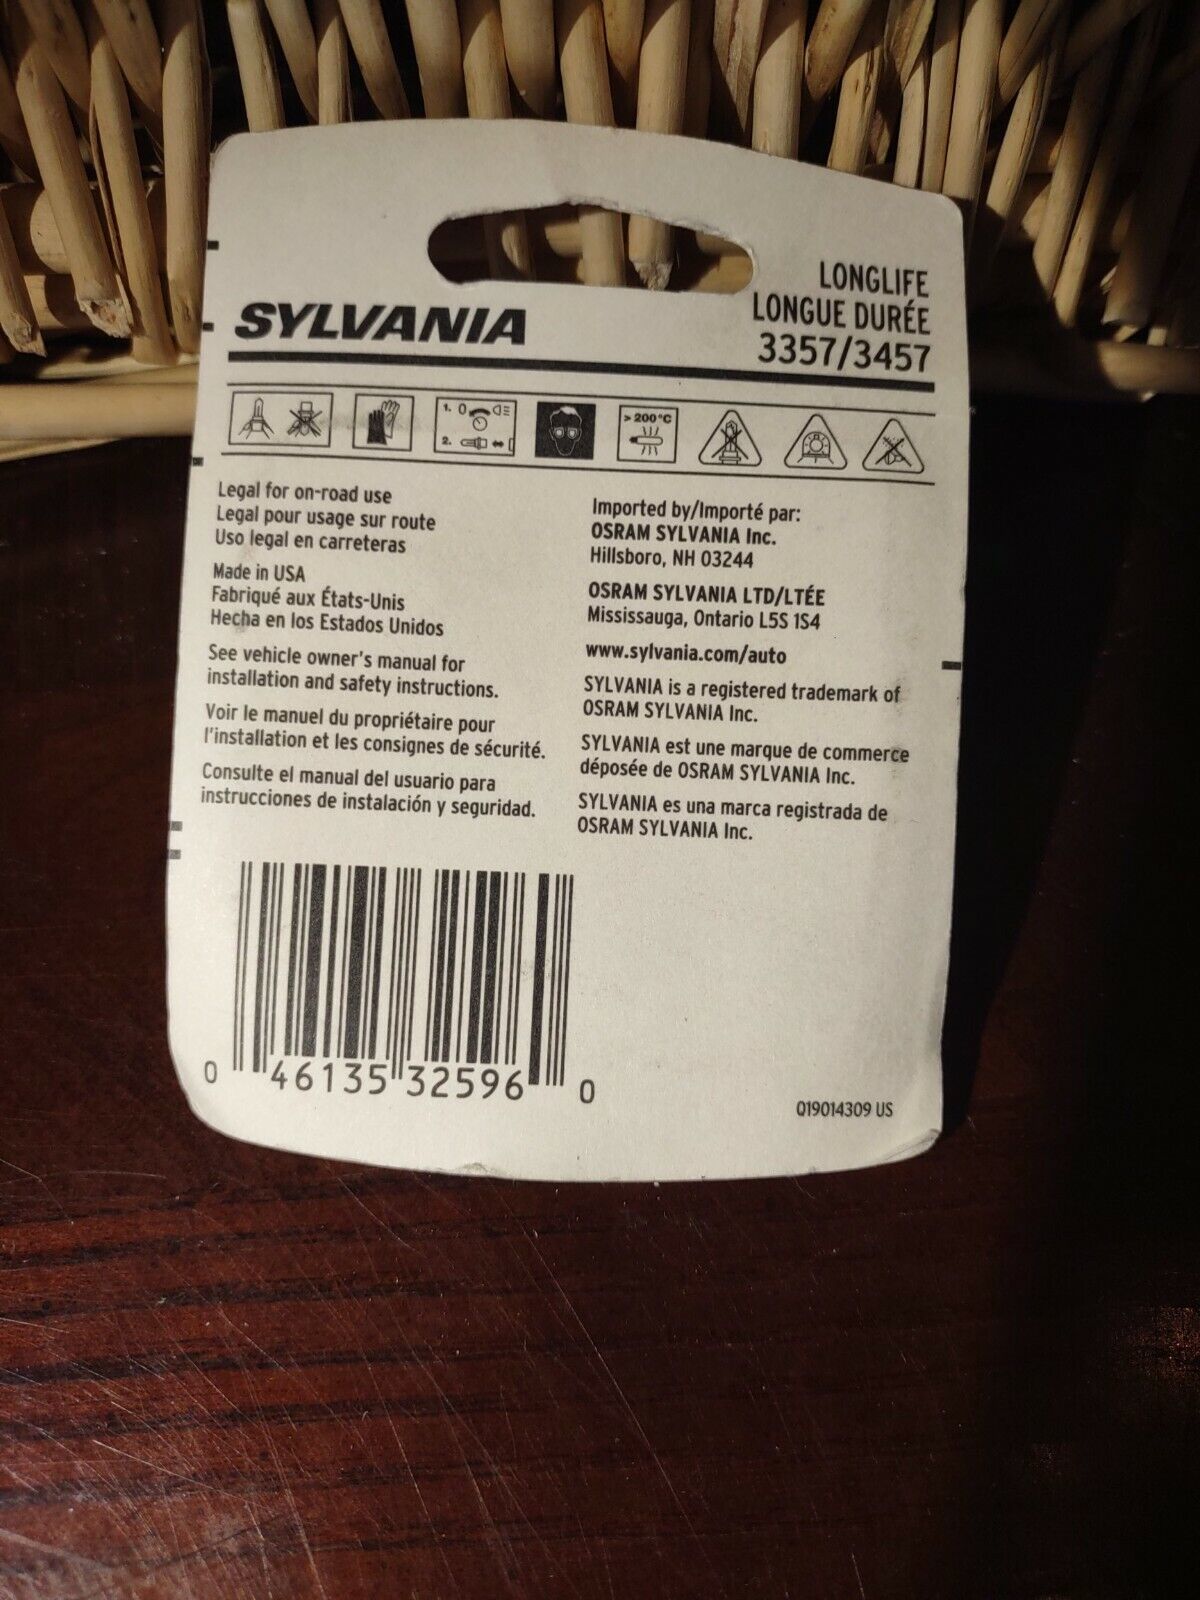 SYLVANIA
LONGLIFE
LONGUE DURÉE
3357/3457
1. 0
2.
> 200°C
Legal for on-road use
Legal pour usage sur route
Uso legal en carreteras
Made in USA
Fabriqué aux États-Unis
Hecha en los Estados Unidos
See vehicle owner's manual for
installation and safety instructions.
Voir le manuel du propriétaire pour
l'installation et les consignes de sécurité.
Consulte el manual del usuario para
instrucciones de instalación y seguridad.
Imported by/Importé par:
OSRAM SYLVANIA Inc.
Hillsboro, NH 03244
OSRAM SYLVANIA LTD/LTÉE
Mississauga, Ontario L5S 1S4
www.sylvania.com/auto
SYLVANIA is a registered trademark of
OSRAM SYLVANIA Inc.
SYLVANIA est une marque de commerce
déposée de OSRAM SYLVANIA Inc.
SYLVANIA es una marca registrada de
OSRAM SYLVANIA Inc.
0 46135 32596 0
019014309 US